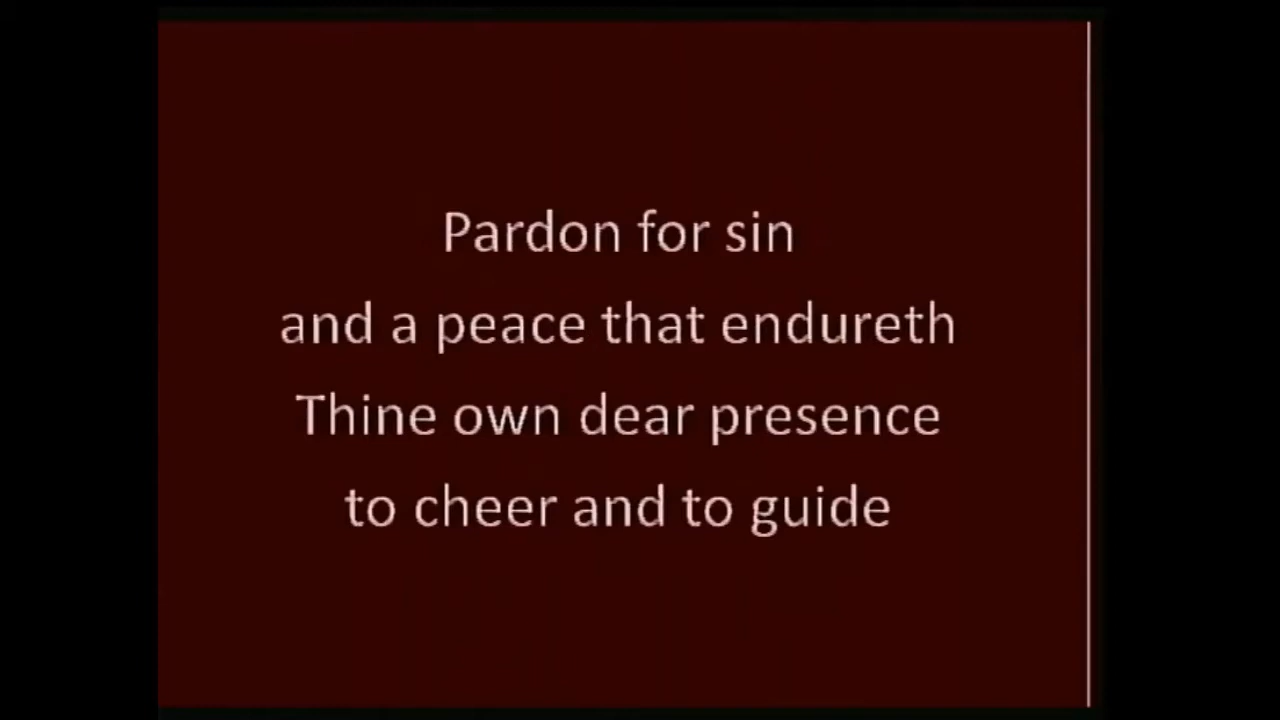 Pardon for sin
and a peace that endureth
Thine own dear presence
to cheer and to guide